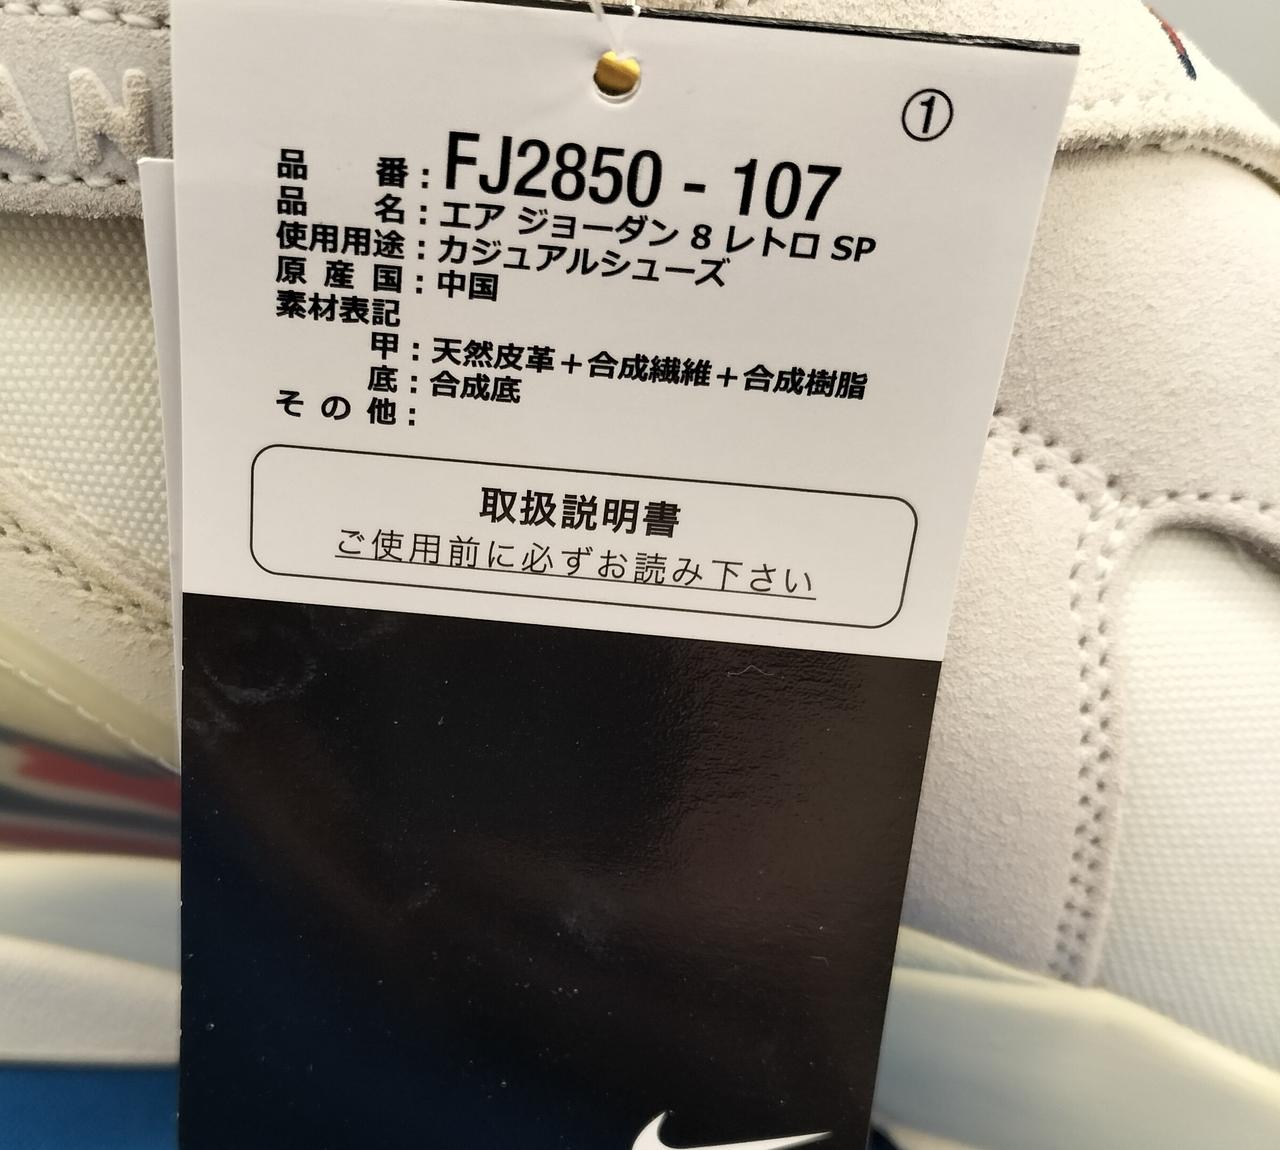 AN
①
品 番 : FJ2850 - 107
品 名 : エア ジョーダン 8 レトロ SP
使用用途 : カジュアルシューズ
原 産 国 : 中国
素材表記
甲 : 天然皮革＋合成繊維＋合成樹脂
底 : 合成底
そ の 他 :
取扱説明書
ご使用前に必ずお読み下さい